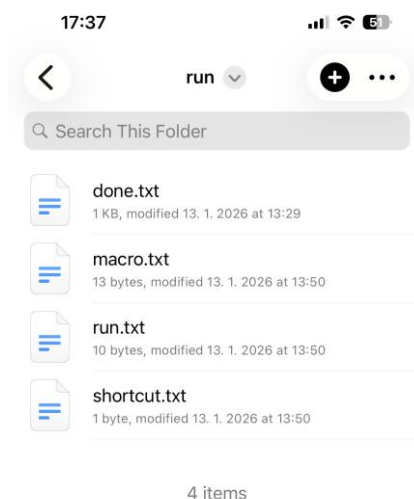 17:37
51
run
Search This Folder
done.txt
1 KB, modified 13. 1. 2026 at 13:29
macro.txt
13 bytes, modified 13. 1. 2026 at 13:50
run.txt
10 bytes, modified 13. 1. 2026 at 13:50
shortcut.txt
1 byte, modified 13. 1. 2026 at 13:50
4 items